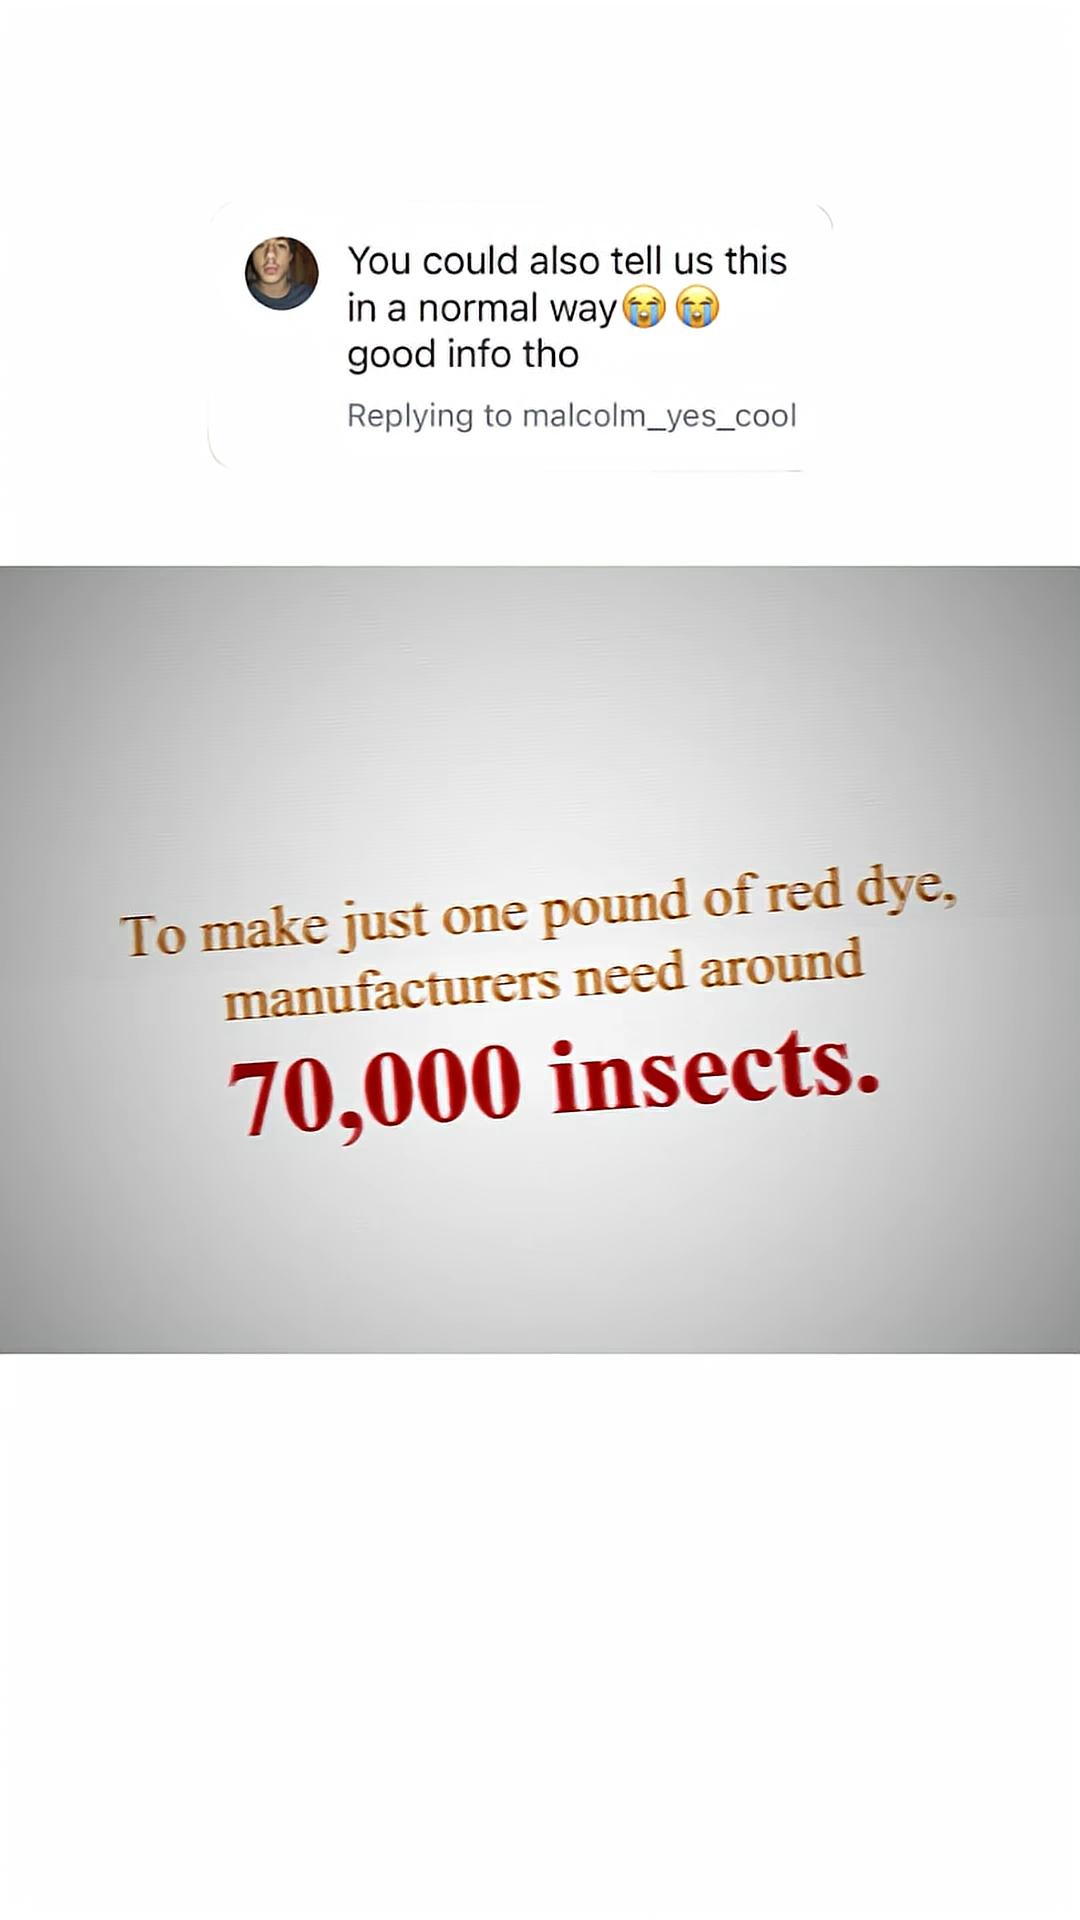 You could also tell us this
in a normal way😭😭
good info tho
Replying to malcolm_yes_cool
To make just one pound of red dye,
manufacturers need around
70,000 insects.